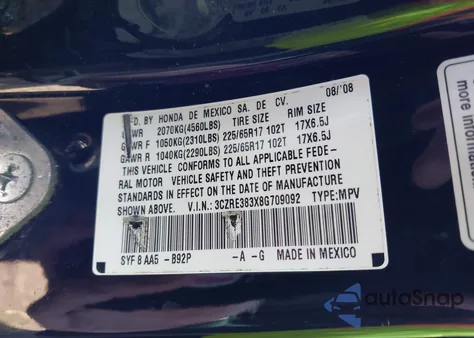 MFD. BY HONDA DE MEXICO SA. DE CV. 08/'08
GVWR 2070KG(4560LBS) TIRE SIZE RIM SIZE
GAWR F 1050KG(2310LBS) 225/65R17 102T 17X6.5J
GAWR R 1040KG(2290LBS) 225/65R17 102T 17X6.5J
THIS VEHICLE CONFORMS TO ALL APPLICABLE FEDE-
RAL MOTOR VEHICLE SAFETY AND THEFT PREVENTION
STANDARDS IN EFFECT ON THE DATE OF MANUFACTURE
SHOWN ABOVE. V.I.N.: 3CZRE383X8G709092 TYPE:MPV
SYF 8 AA5 -B92P -A -G MADE IN MEXICO
more information
autoSnap